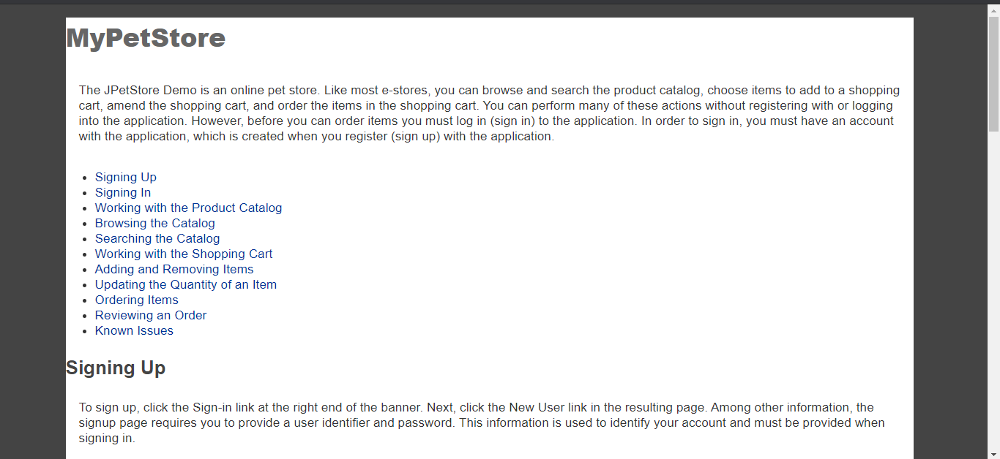 MyPetStore
The JPetStore Demo is an online pet store. Like most e-stores, you can browse and search the product catalog, choose items to add to a shopping
cart, amend the shopping cart, and order the items in the shopping cart. You can perform many of these actions without registering with or logging
into the application. However, before you can order items you must log in (sign in) to the application. In order to sign in, you must have an account
with the application, which is created when you register (sign up) with the application.
• Signing Up
• Signing In
• Working with the Product Catalog
• Browsing the Catalog
• Searching the Catalog
• Working with the Shopping Cart
• Adding and Removing Items
• Updating the Quantity of an Item
• Ordering Items
• Reviewing an Order
• Known Issues
Signing Up
To sign up, click the Sign-in link at the right end of the banner. Next, click the New User link in the resulting page. Among other information, the
signup page requires you to provide a user identifier and password. This information is used to identify your account and must be provided when
signing in.